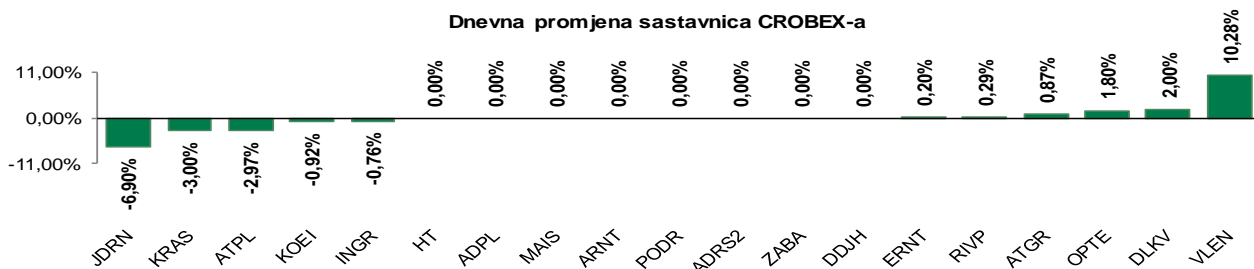 Dnevna promjena sastavnica CROBEX-a
11,00%
0,00%
-11,00%
-6,90%
-3,00%
-2,97%
-0,92%
-0,76%
0,00%
0,00%
0,00%
0,00%
0,00%
0,00%
0,00%
0,00%
0,20%
0,29%
0,87%
1,80%
2,00%
10,28%
JDRN
KRAS
ATPL
KOEI
INGR
HT
ADPL
MAIS
ARNT
PODR
ADRS2
ZABA
DDJH
ERNT
RIVP
ATGR
OPTE
DLKV
VLEN